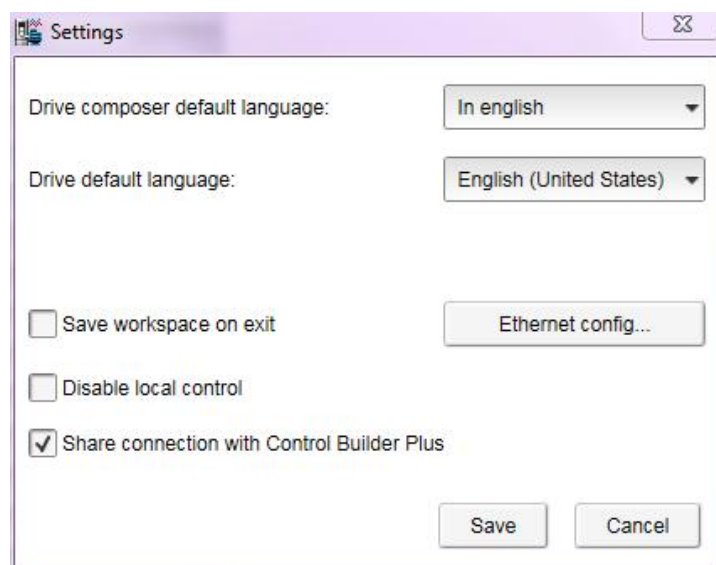 Settings
Drive composer default language: In english
Drive default language: English (United States)
Save workspace on exit Ethernet config...
Disable local control
Share connection with Control Builder Plus
Save Cancel